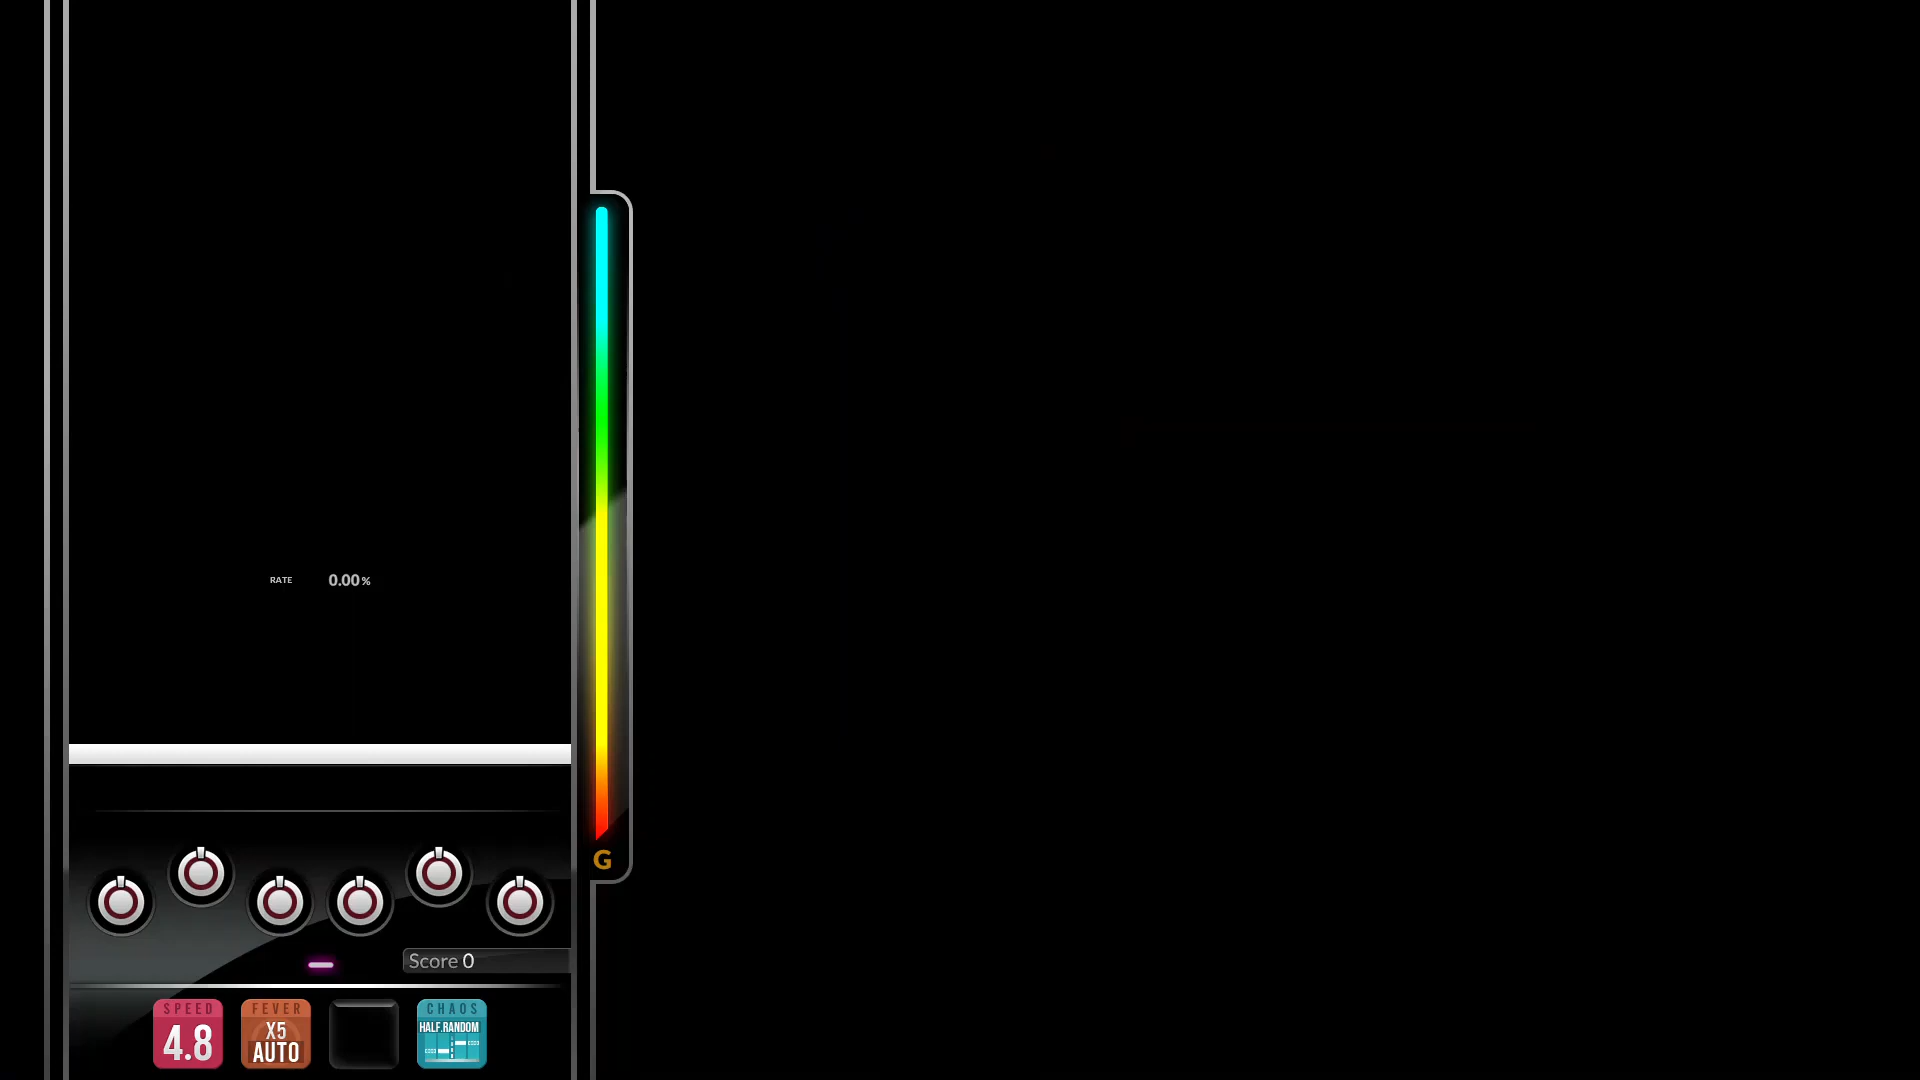 RATE 0.00%
G
Score 0
SPEED
4.8
FEVER
X5
AUTO
CHAOS
HALF RANDOM